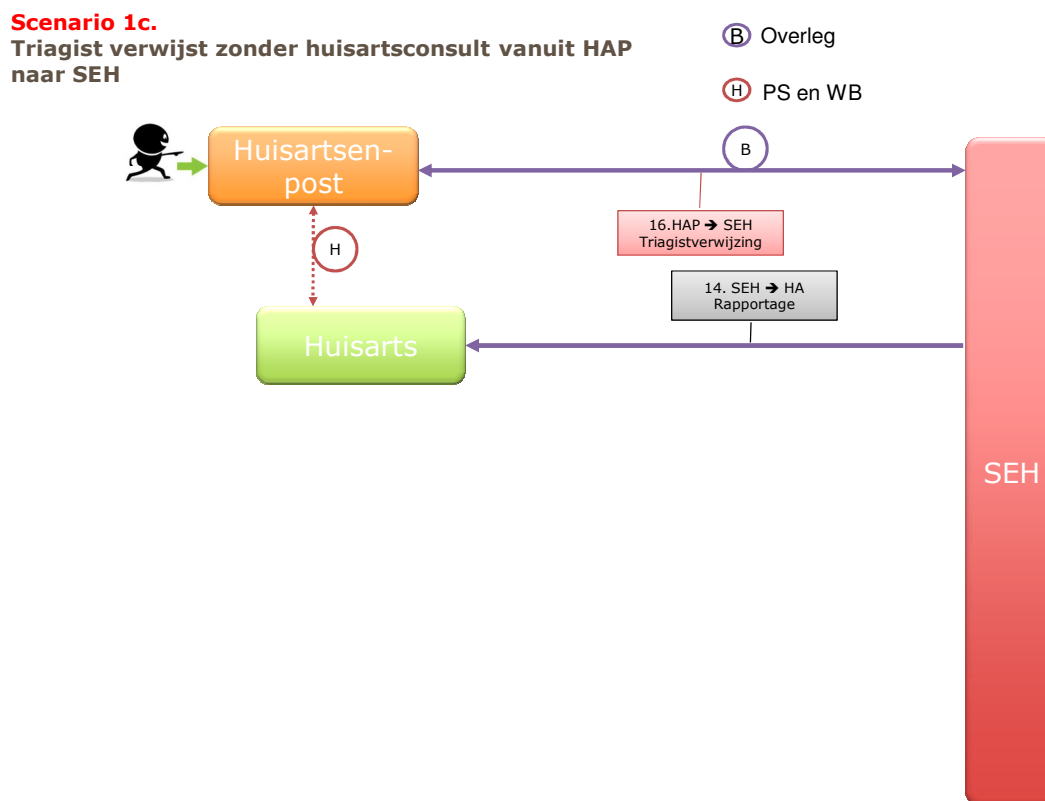 Scenario 1c.
Triagist verwijst zonder huisartsconsult vanuit HAP
naar SEH
B Overleg
H PS en WB
Huisartsen-
post
B
16.HAP ➔ SEH
Triagistverwijzing
H
14. SEH ➔ HA
Rapportage
Huisarts
SEH